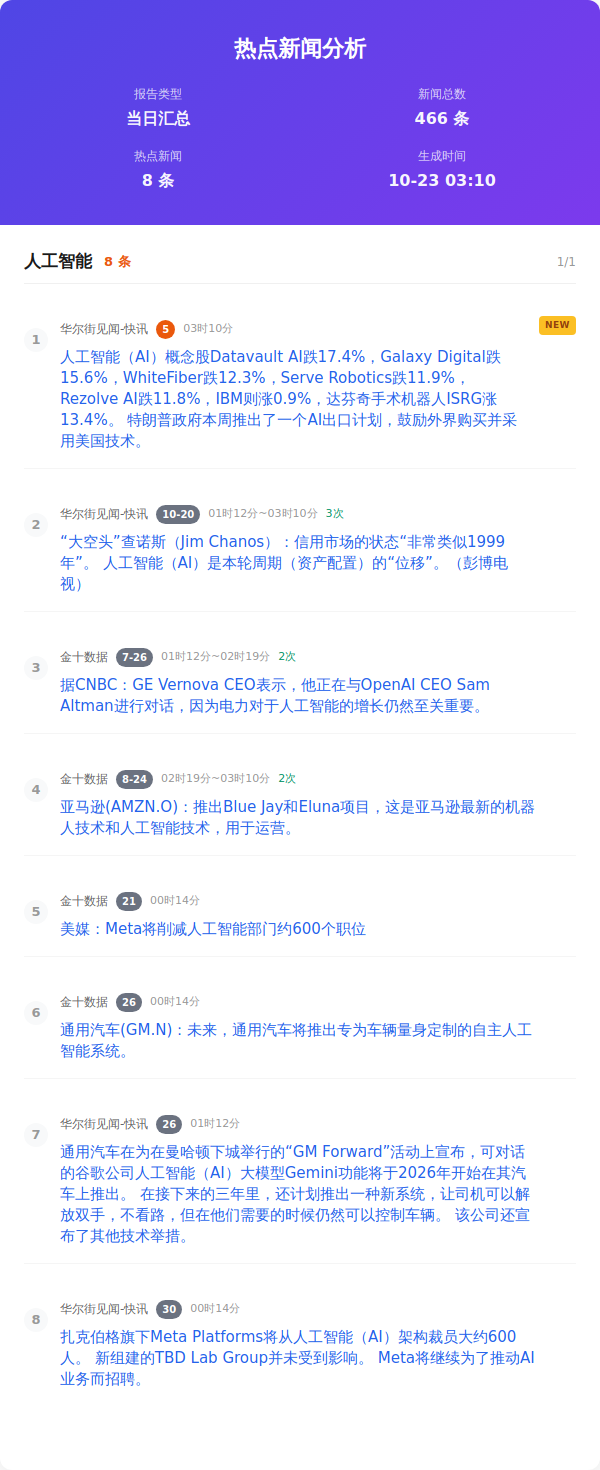 热点新闻分析
报告类型
新闻总数
当日汇总
466 条
热点新闻
生成时间
8 条
10-23 03:10
人工智能 8 条 1/1
1 华尔街见闻-快讯 5 03时10分 NEW
人工智能（AI）概念股Datavault AI跌17.4%，Galaxy Digital跌
15.6%，WhiteFiber跌12.3%，Serve Robotics跌11.9%，
Rezolve AI跌11.8%，IBM则涨0.9%，达芬奇手术机器人ISRG涨
13.4%。 特朗普政府本周推出了一个AI出口计划，鼓励外界购买并采
用美国技术。
2 华尔街见闻-快讯 10-20 01时12分~03时10分 3次
“大空头”查诺斯（Jim Chanos）：信用市场的状态“非常类似1999
年”。 人工智能（AI）是本轮周期（资产配置）的“位移”。（彭博电
视）
3 金十数据 7-26 01时12分~02时19分 2次
据CNBC：GE Vernova CEO表示，他正在与OpenAI CEO Sam
Altman进行对话，因为电力对于人工智能的增长仍然至关重要。
4 金十数据 8-24 02时19分~03时10分 2次
亚马逊(AMZN.O)：推出Blue Jay和Eluna项目，这是亚马逊最新的机器
人技术和人工智能技术，用于运营。
5 金十数据 21 00时14分
美媒：Meta将削减人工智能部门约600个职位
6 金十数据 26 00时14分
通用汽车(GM.N)：未来，通用汽车将推出专为车辆量身定制的自主人工
智能系统。
7 华尔街见闻-快讯 26 01时12分
通用汽车在为在曼哈顿下城举行的“GM Forward”活动上宣布，可对话
的谷歌公司人工智能（AI）大模型Gemini功能将于2026年开始在其汽
车上推出。 在接下来的三年里，还计划推出一种新系统，让司机可以解
放双手，不看路，但在他们需要的时候仍然可以控制车辆。 该公司还宣
布了其他技术举措。
8 华尔街见闻-快讯 30 00时14分
扎克伯格旗下Meta Platforms将从人工智能（AI）架构裁员大约600
人。 新组建的TBD Lab Group并未受到影响。 Meta将继续为了推动AI
业务而招聘。